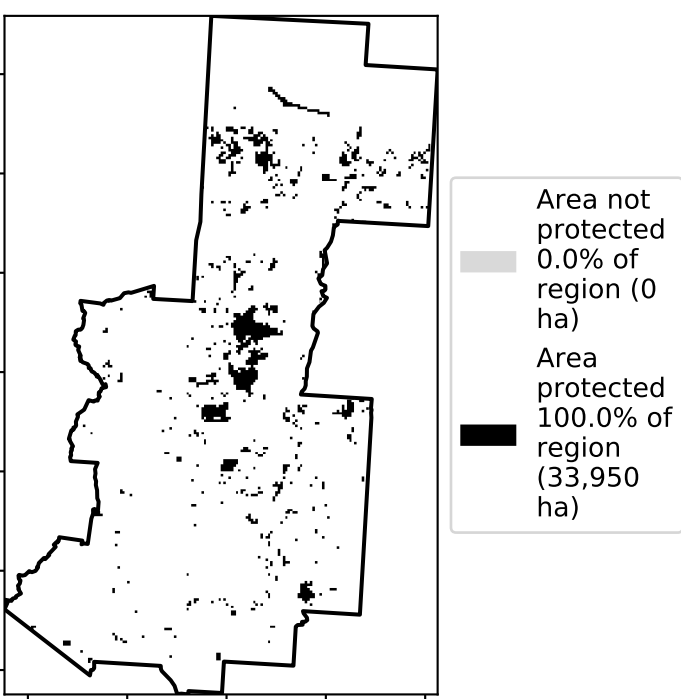 Area not
protected
0.0% of
region (0
ha)
Area
protected
100.0% of
region
(33,950
ha)